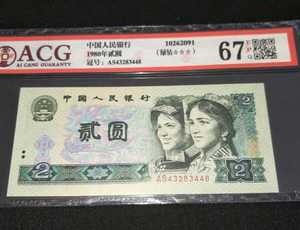 ACG
AI CANG GUARANTY
中国人民银行 10262091
1980年贰圆
冠号: AS43283448
67 EPQ
中国人民银行
贰圆
2
2
AS43283448